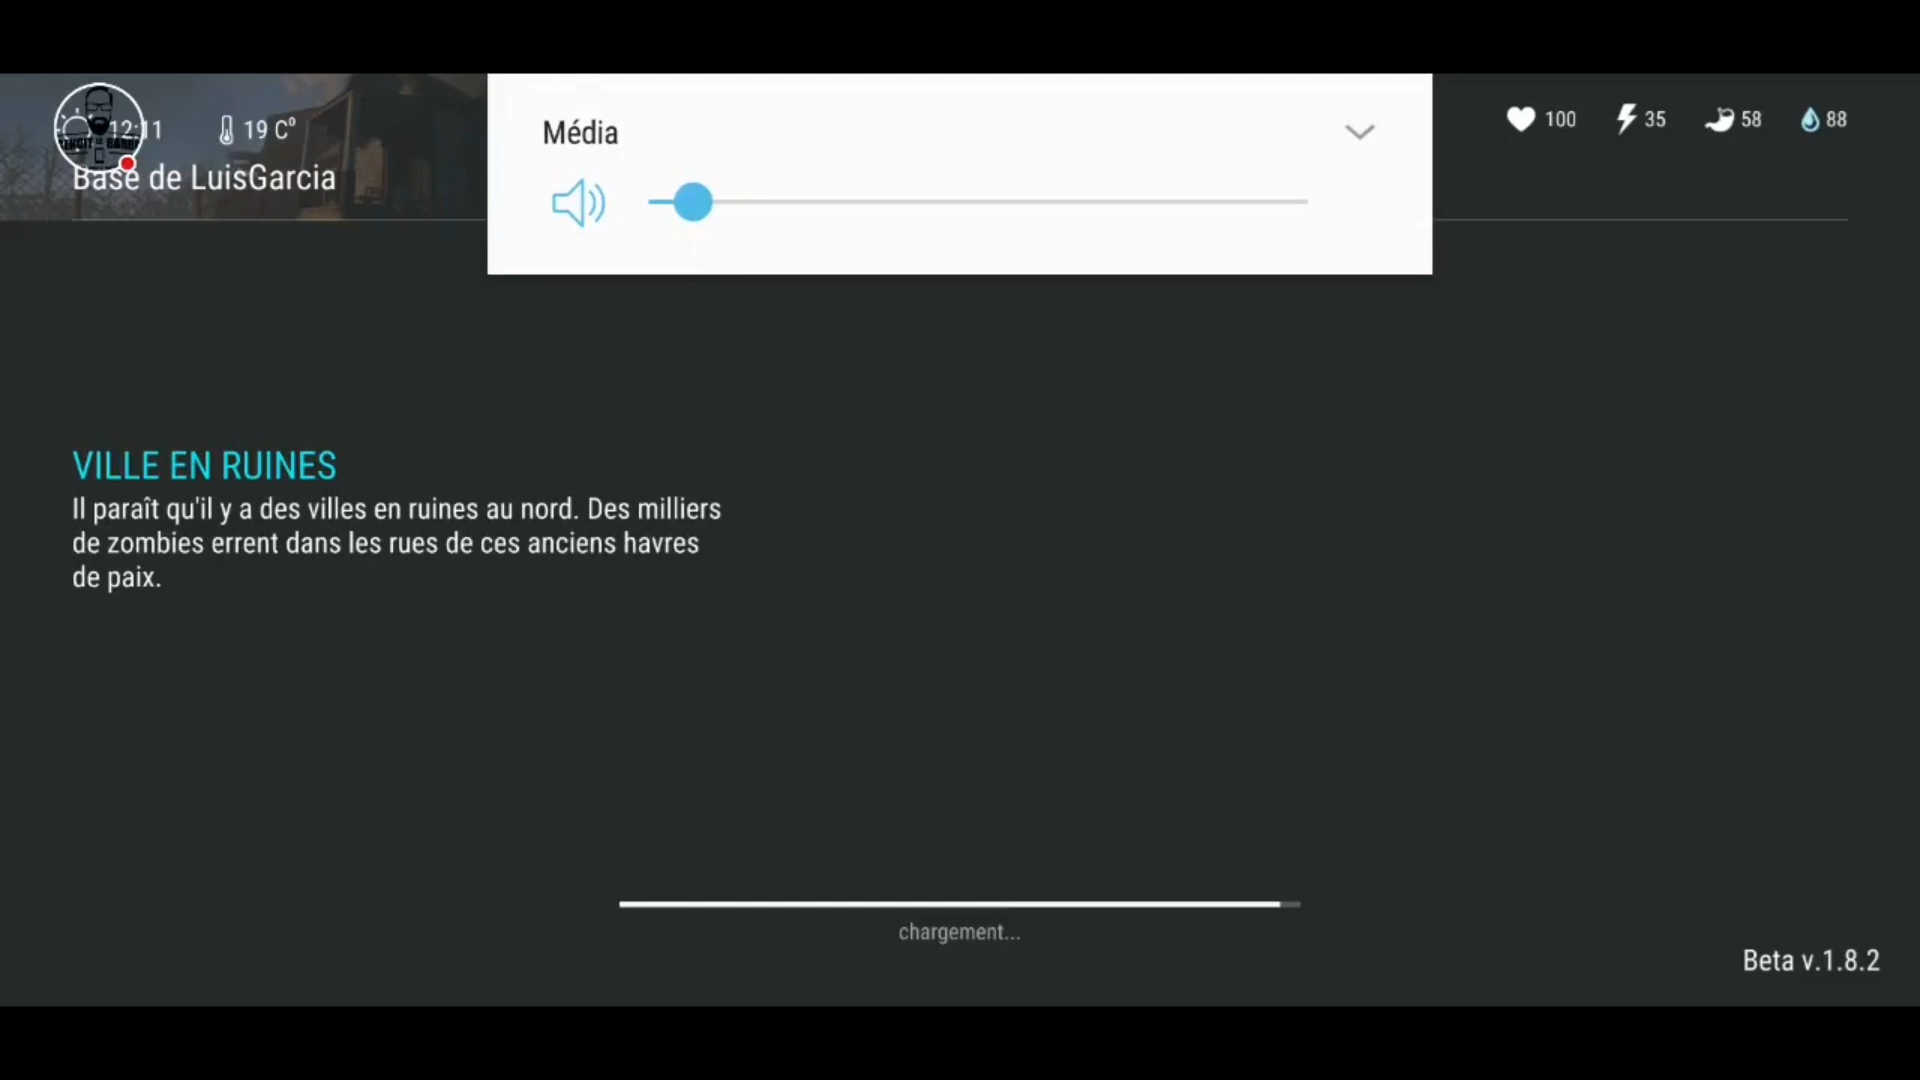 12:11
19 C°
Base de LuisGarcia
Média
100
35
58
88
VILLE EN RUINES
Il paraît qu'il y a des villes en ruines au nord. Des milliers
de zombies errent dans les rues de ces anciens havres
de paix.
chargement...
Beta v.1.8.2